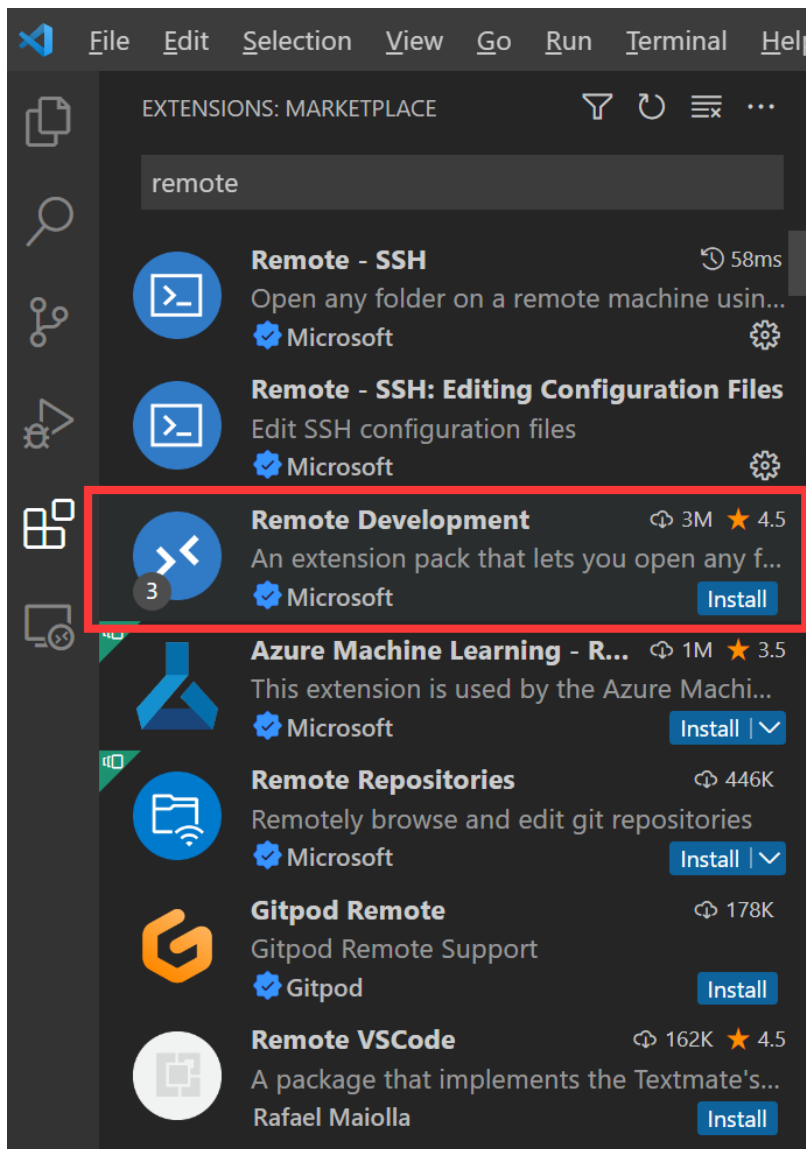 File Edit Selection View Go Run Terminal Help
EXTENSIONS: MARKETPLACE
remote
Remote - SSH 58ms
Open any folder on a remote machine usin...
Microsoft
Remote - SSH: Editing Configuration Files
Edit SSH configuration files
Microsoft
Remote Development 3M 4.5
An extension pack that lets you open any f...
3 Microsoft Install
Azure Machine Learning - R... 1M 3.5
This extension is used by the Azure Machi...
Microsoft Install
Remote Repositories 446K
Remotely browse and edit git repositories
Microsoft Install
Gitpod Remote 178K
Gitpod Remote Support
Gitpod Install
Remote VSCode 162K 4.5
A package that implements the Textmate's...
Rafael Maiolla Install